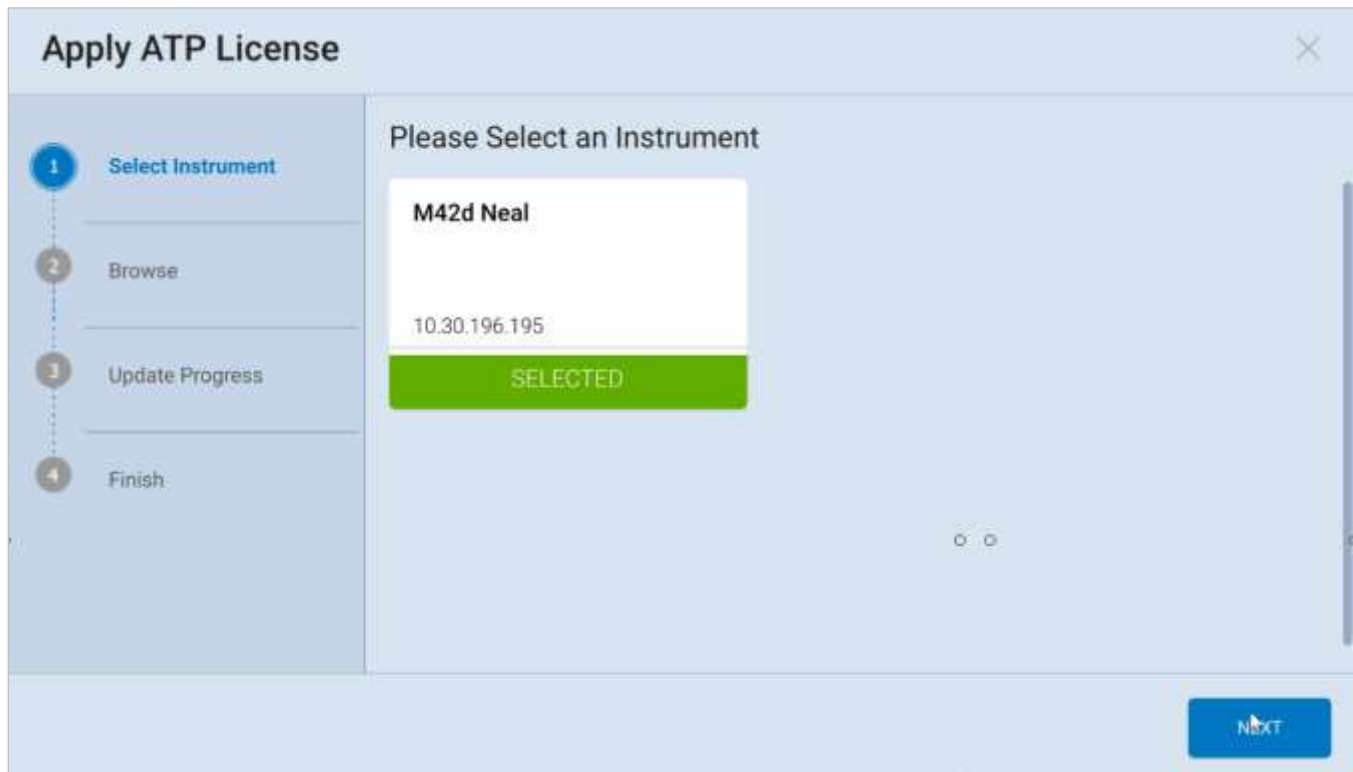 Apply ATP License
1
Select Instrument
2
Browse
3
Update Progress
4
Finish
Please Select an Instrument
M42d Neal
10.30.196.195
SELECTED
NEXT